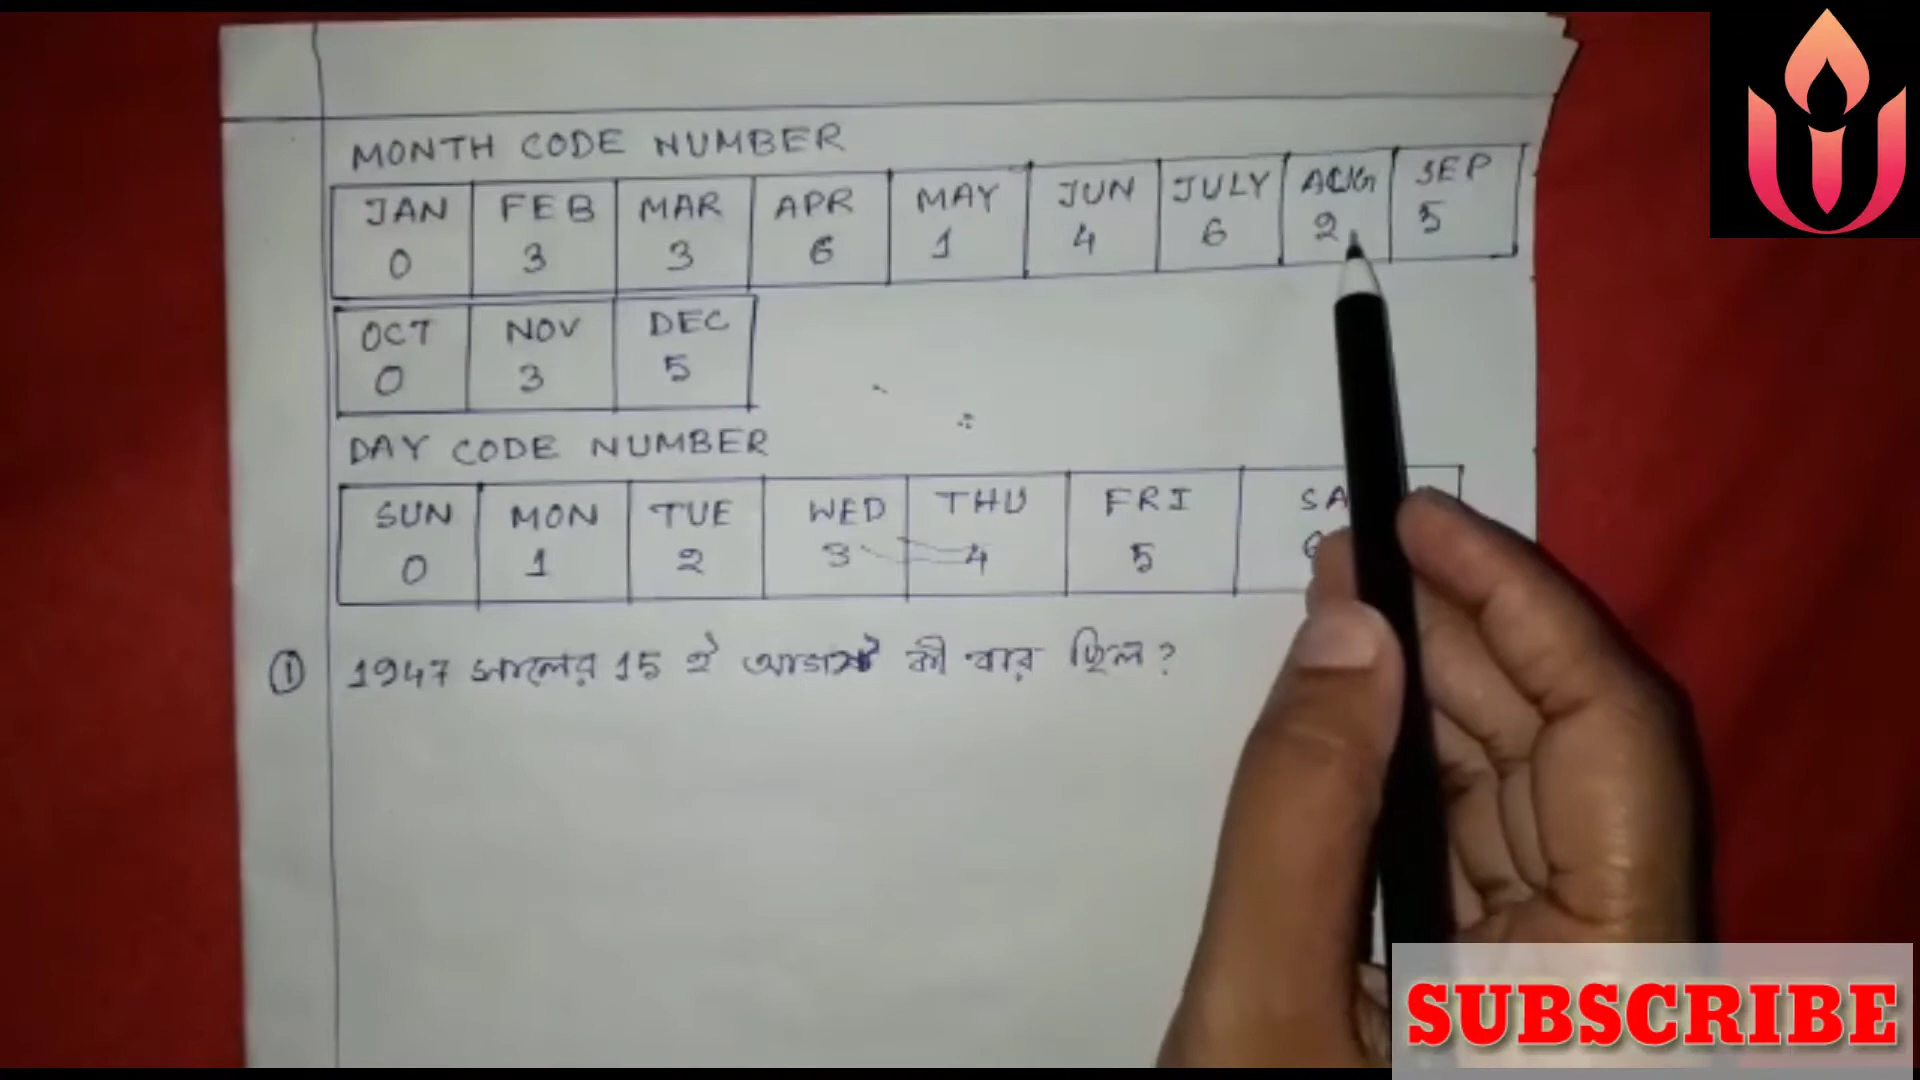 MONTH CODE NUMBER
JAN FEB MAR APR MAY JUN JULY AUG SEP
0 3 3 6 1 4 6 2 5
OCT NOV DEC
0 3 5
DAY CODE NUMBER
SUN MON TUE WED THU FRI SA
0 1 2 3 4 5 6
① 1947 সালের 15 ই আগস্ট কী বার ছিল?
SUBSCRIBE